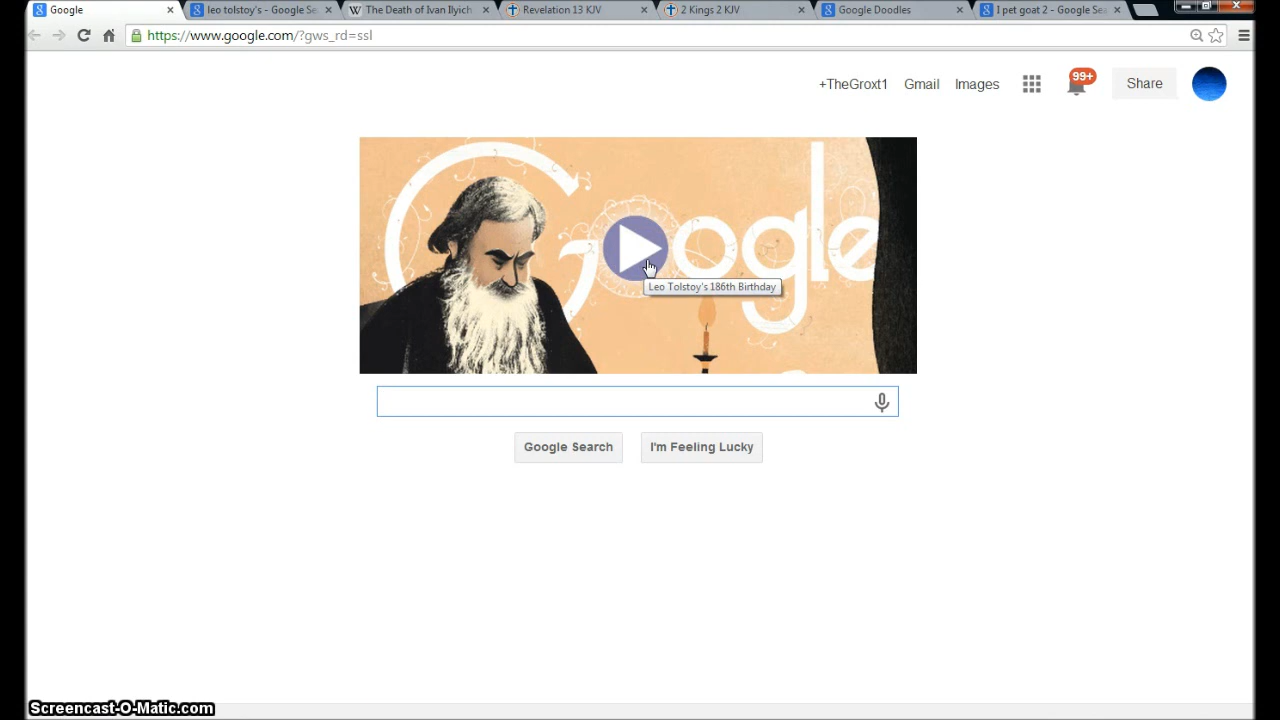 Google
leo tolstoy's - Google Se
The Death of Ivan Ilyich
Revelation 13 KJV
2 Kings 2 KJV
Google Doodles
I pet goat 2 - Google Sea
https://www.google.com/?gws_rd=ssl
+TheGroxt1 Gmail Images 99+ Share
Google
Leo Tolstoy's 186th Birthday
Google Search I'm Feeling Lucky
Screencast-O-Matic.com